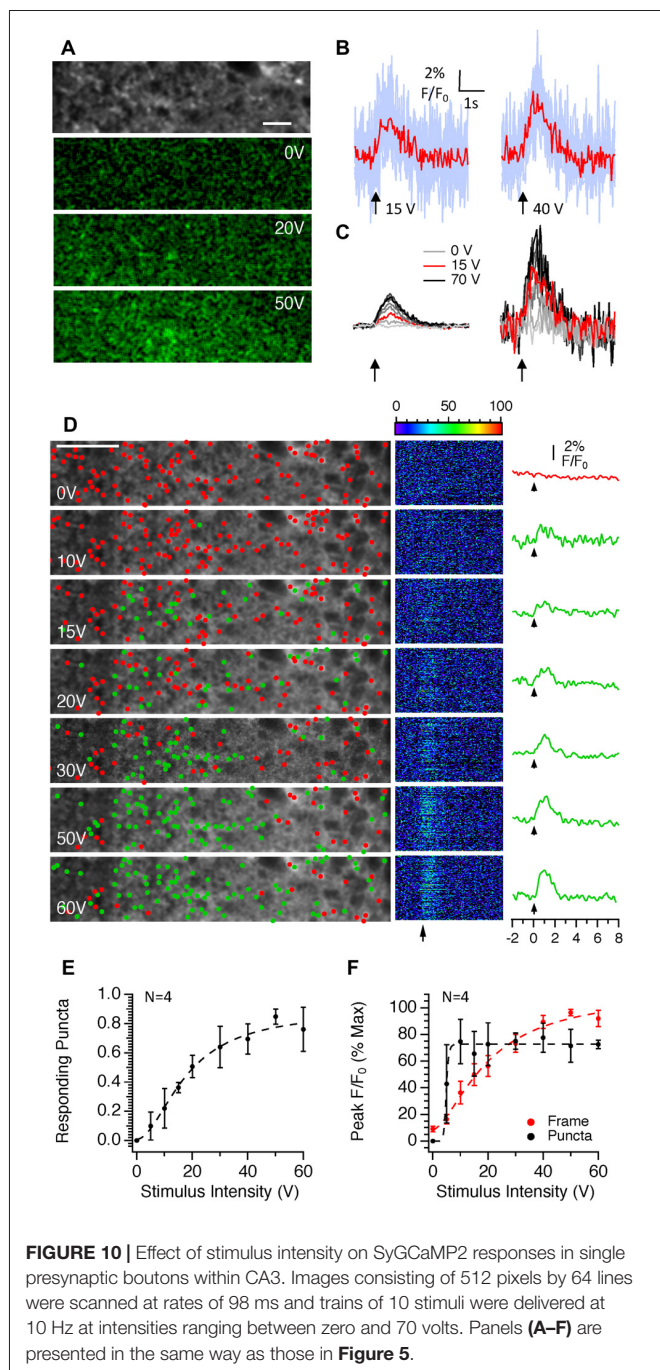 A
0V
20V
50V
B
2%
F/F0
1s
15 V
40 V
C
0 V
15 V
70 V
D
0 50 100
2%
F/F0
0V
10V
15V
20V
30V
50V
60V
-2 0 2 4 6 8
E
N=4
Responding Puncta
1.0
0.8
0.6
0.4
0.2
0.0
0 20 40 60
Stimulus Intensity (V)
F
N=4
Peak F/F0 (% Max)
100
80
60
40
20
0
Frame
Puncta
0 20 40 60
Stimulus Intensity (V)
FIGURE 10 | Effect of stimulus intensity on SyGCaMP2 responses in single
presynaptic boutons within CA3. Images consisting of 512 pixels by 64 lines
were scanned at rates of 98 ms and trains of 10 stimuli were delivered at
10 Hz at intensities ranging between zero and 70 volts. Panels (A–F) are
presented in the same way as those in Figure 5.